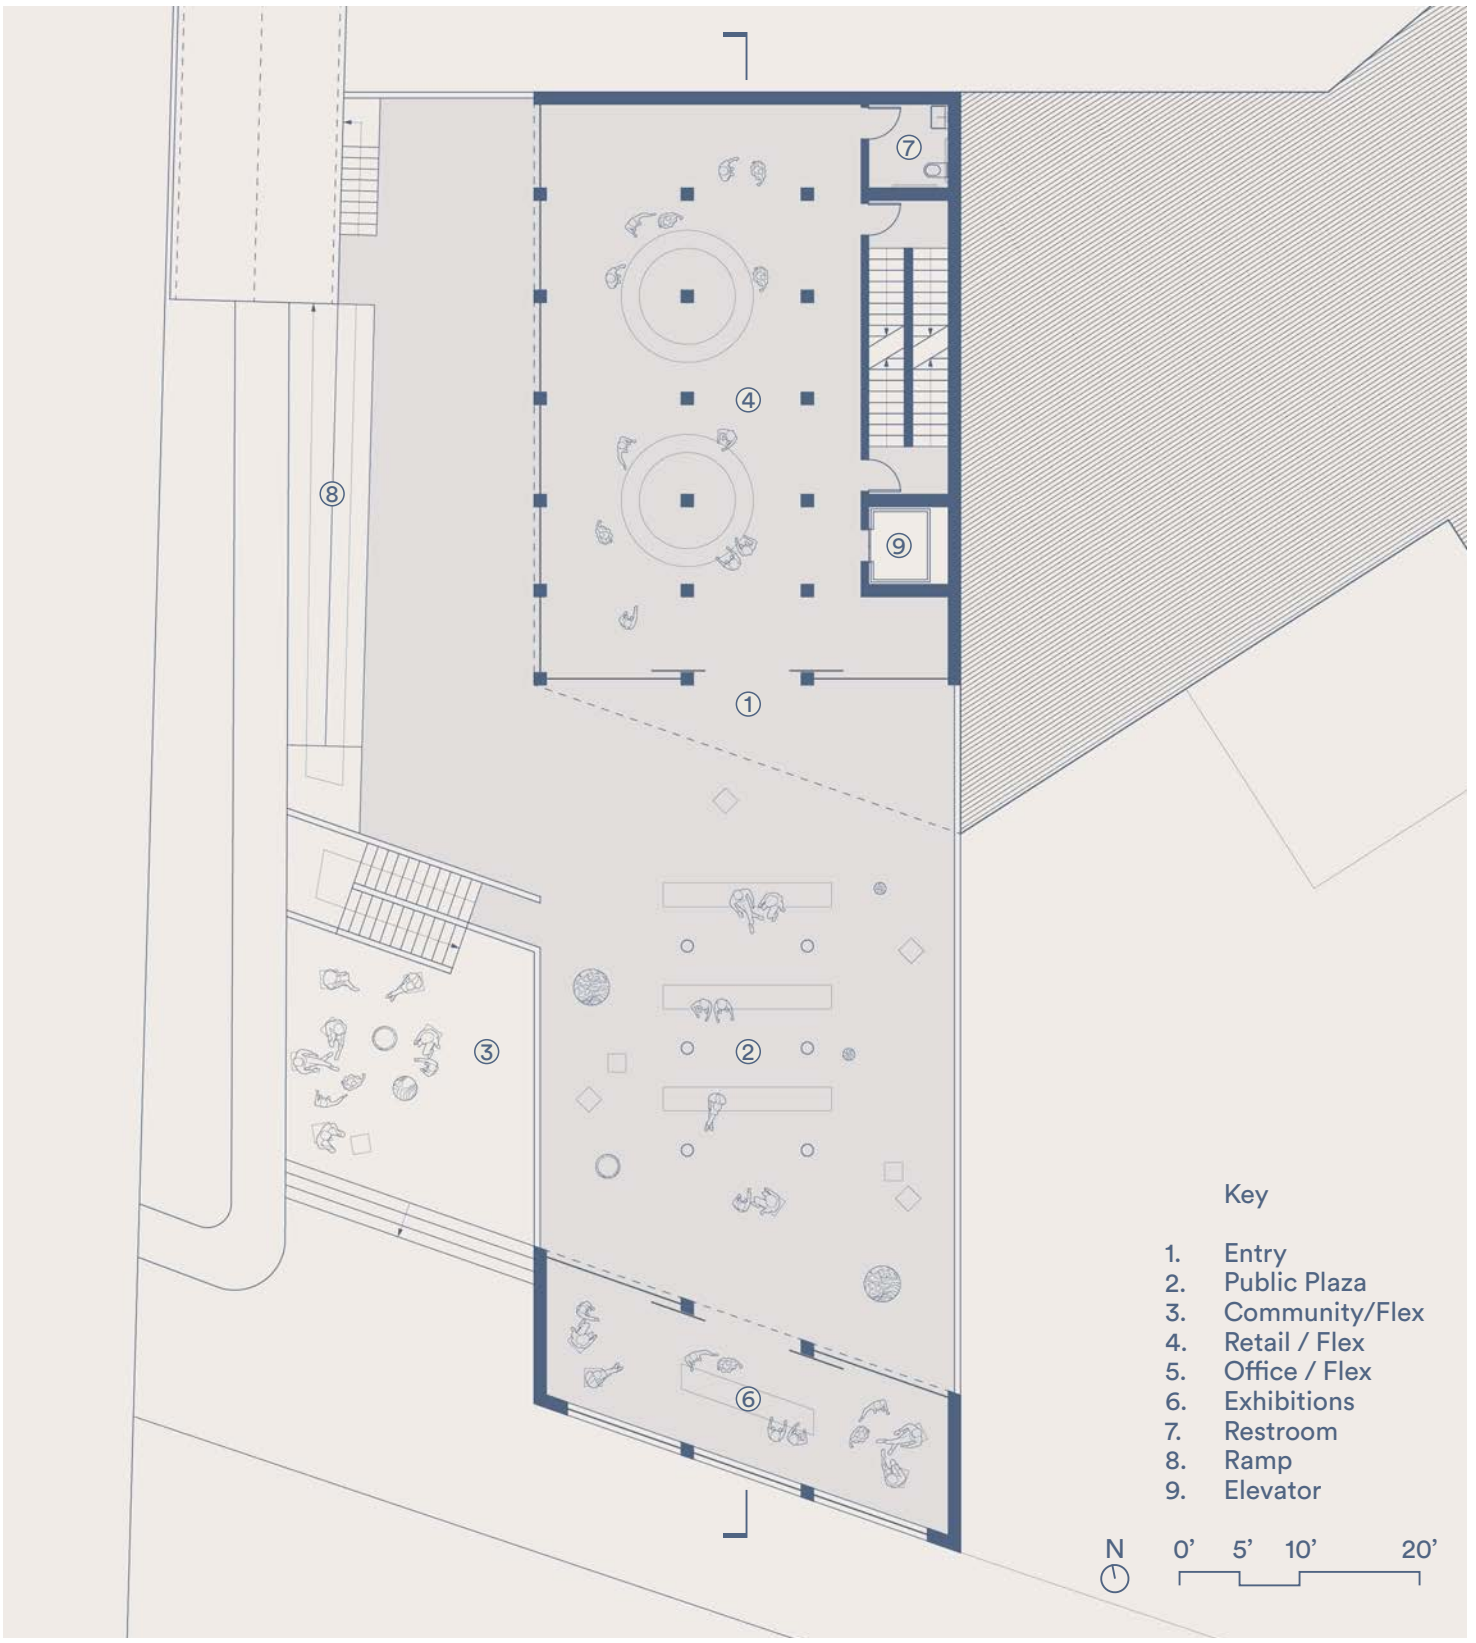 ⑦
④
⑧
⑨
①
③
②
⑥
Key
1. Entry
2. Public Plaza
3. Community/Flex
4. Retail / Flex
5. Office / Flex
6. Exhibitions
7. Restroom
8. Ramp
9. Elevator
N 0’ 5’ 10’ 20’